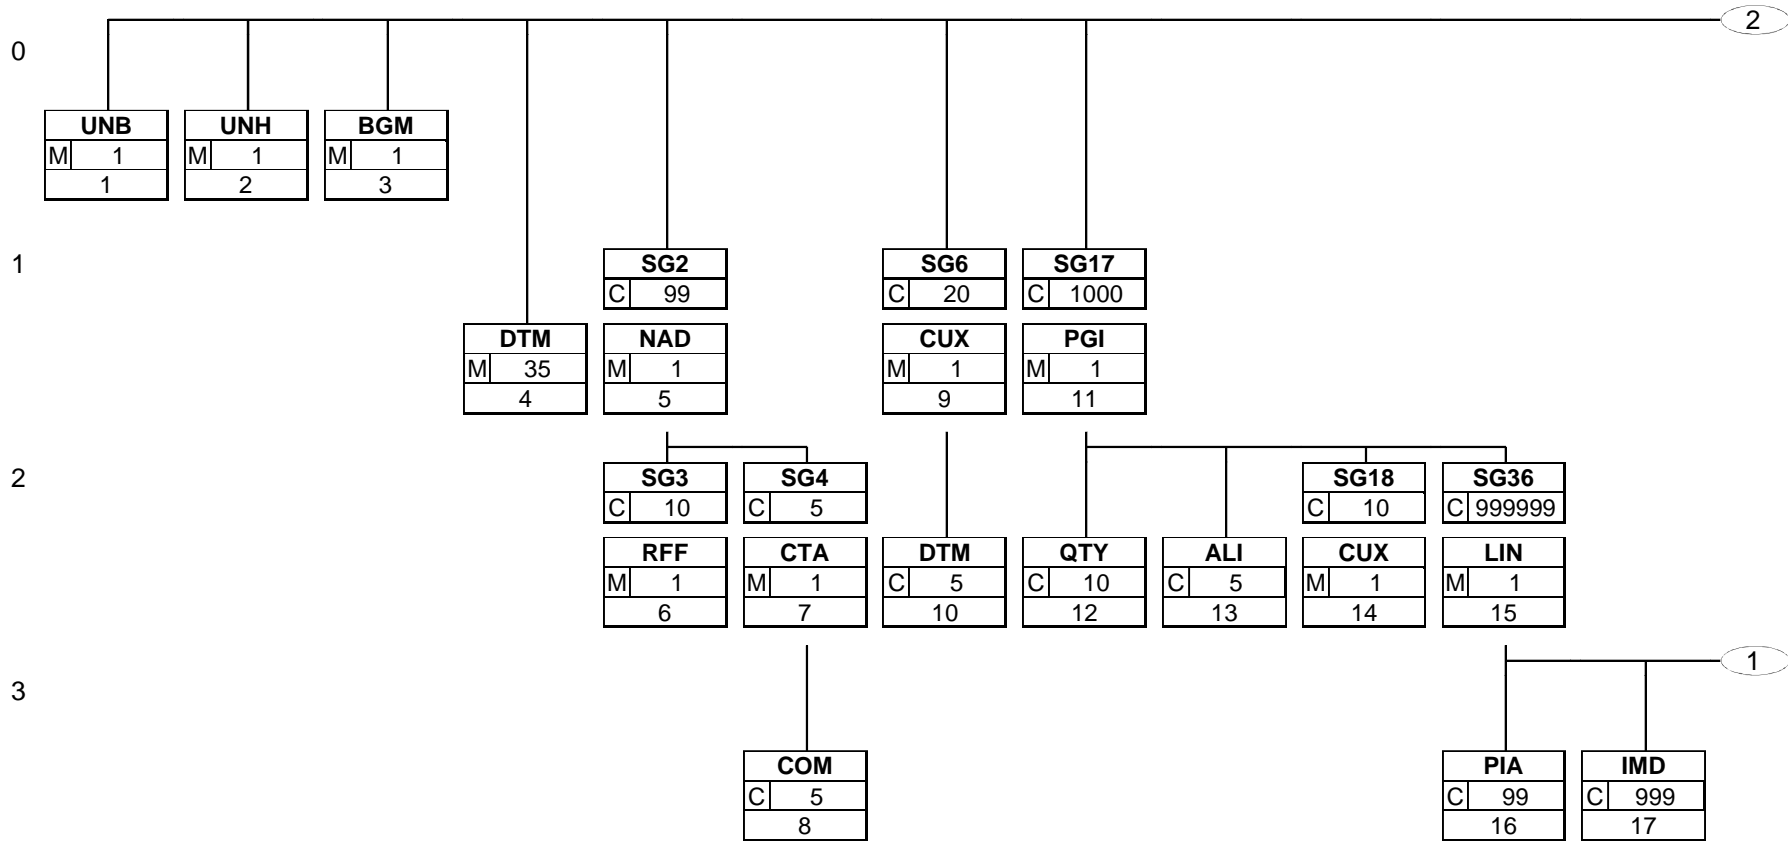 2
0
UNB UNH BGM
M 1 M 1 M 1
1 2 3
1
SG2 SG6 SG17
C 99 C 20 C 1000
DTM NAD CUX PGI
M 35 M 1 M 1 M 1
4 5 9 11
2
SG3 SG4 SG18 SG36
C 10 C 5 C 10 C 999999
RFF CTA DTM QTY ALI CUX LIN
M 1 M 1 C 5 C 10 C 5 M 1 M 1
6 7 10 12 13 14 15
1
3
COM PIA IMD
C 5 C 99 C 999
8 16 17